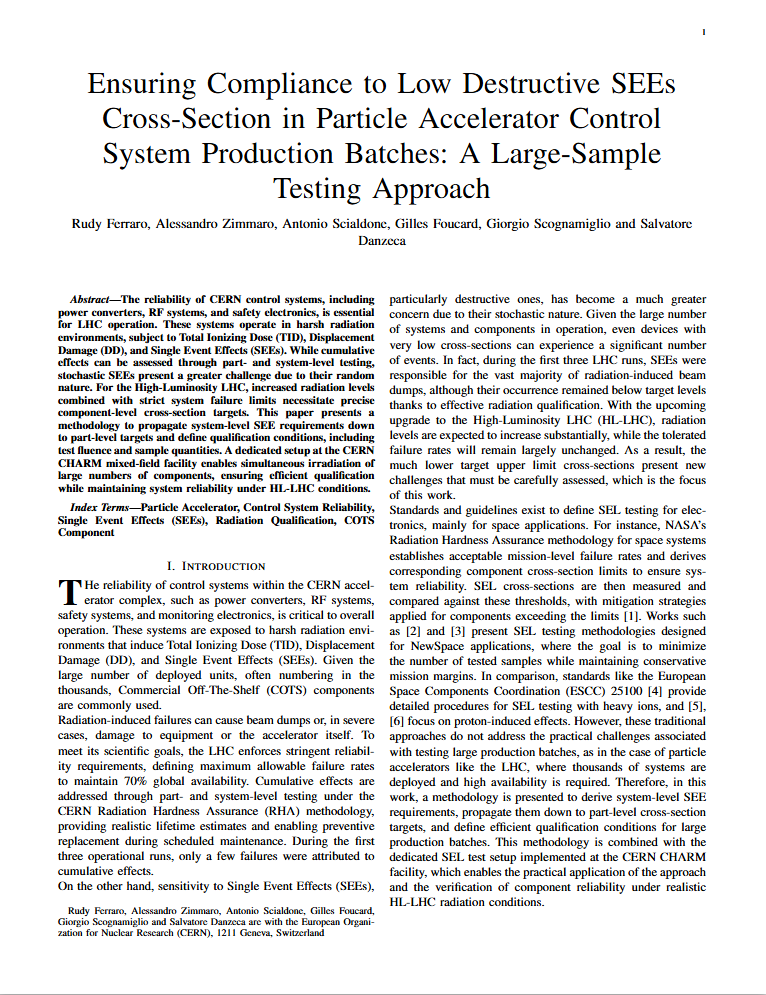 1
Ensuring Compliance to Low Destructive SEEs
Cross-Section in Particle Accelerator Control
System Production Batches: A Large-Sample
Testing Approach
Rudy Ferraro, Alessandro Zimmaro, Antonio Scialdone, Gilles Foucard, Giorgio Scognamiglio and Salvatore
Danzeca
Abstract—The reliability of CERN control systems, including
power converters, RF systems, and safety electronics, is essential
for LHC operation. These systems operate in harsh radiation
environments, subject to Total Ionizing Dose (TID), Displacement
Damage (DD), and Single Event Effects (SEEs). While cumulative
effects can be assessed through part- and system-level testing,
stochastic SEEs present a greater challenge due to their random
nature. For the High-Luminosity LHC, increased radiation levels
combined with strict system failure limits necessitate precise
component-level cross-section targets. This paper presents a
methodology to propagate system-level SEE requirements down
to part-level targets and define qualification conditions, including
test fluence and sample quantities. A dedicated setup at the CERN
CHARM mixed-field facility enables simultaneous irradiation of
large numbers of components, ensuring efficient qualification
while maintaining system reliability under HL-LHC conditions.
Index Terms—Particle Accelerator, Control System Reliability,
Single Event Effects (SEEs), Radiation Qualification, COTS
Component
I. INTRODUCTION
THe reliability of control systems within the CERN accel-
erator complex, such as power converters, RF systems,
safety systems, and monitoring electronics, is critical to overall
operation. These systems are exposed to harsh radiation envi-
ronments that induce Total Ionizing Dose (TID), Displacement
Damage (DD), and Single Event Effects (SEEs). Given the
large number of deployed units, often numbering in the
thousands, Commercial Off-The-Shelf (COTS) components
are commonly used.
Radiation-induced failures can cause beam dumps or, in severe
cases, damage to equipment or the accelerator itself. To
meet its scientific goals, the LHC enforces stringent reliabil-
ity requirements, defining maximum allowable failure rates
to maintain 70% global availability. Cumulative effects are
addressed through part- and system-level testing under the
CERN Radiation Hardness Assurance (RHA) methodology,
providing realistic lifetime estimates and enabling preventive
replacement during scheduled maintenance. During the first
three operational runs, only a few failures were attributed to
cumulative effects.
On the other hand, sensitivity to Single Event Effects (SEEs),
Rudy Ferraro, Alessandro Zimmaro, Antonio Scialdone, Gilles Foucard,
Giorgio Scognamiglio and Salvatore Danzeca are with the European Organi-
zation for Nuclear Research (CERN), 1211 Geneva, Switzerland
particularly destructive ones, has become a much greater
concern due to their stochastic nature. Given the large number
of systems and components in operation, even devices with
very low cross-sections can experience a significant number
of events. In fact, during the first three LHC runs, SEEs were
responsible for the vast majority of radiation-induced beam
dumps, although their occurrence remained below target levels
thanks to effective radiation qualification. With the upcoming
upgrade to the High-Luminosity LHC (HL-LHC), radiation
levels are expected to increase substantially, while the tolerated
failure rates will remain largely unchanged. As a result, the
much lower target upper limit cross-sections present new
challenges that must be carefully assessed, which is the focus
of this work.
Standards and guidelines exist to define SEL testing for elec-
tronics, mainly for space applications. For instance, NASA's
Radiation Hardness Assurance methodology for space systems
establishes acceptable mission-level failure rates and derives
corresponding component cross-section limits to ensure sys-
tem reliability. SEL cross-sections are then measured and
compared against these thresholds, with mitigation strategies
applied for components exceeding the limits [1]. Works such
as [2] and [3] present SEL testing methodologies designed
for NewSpace applications, where the goal is to minimize
the number of tested samples while maintaining conservative
mission margins. In comparison, standards like the European
Space Components Coordination (ESCC) 25100 [4] provide
detailed procedures for SEL testing with heavy ions, and [5],
[6] focus on proton-induced effects. However, these traditional
approaches do not address the practical challenges associated
with testing large production batches, as in the case of particle
accelerators like the LHC, where thousands of systems are
deployed and high availability is required. Therefore, in this
work, a methodology is presented to derive system-level SEE
requirements, propagate them down to part-level cross-section
targets, and define efficient qualification conditions for large
production batches. This methodology is combined with the
dedicated SEL test setup implemented at the CERN CHARM
facility, which enables the practical application of the approach
and the verification of component reliability under realistic
HL-LHC radiation conditions.